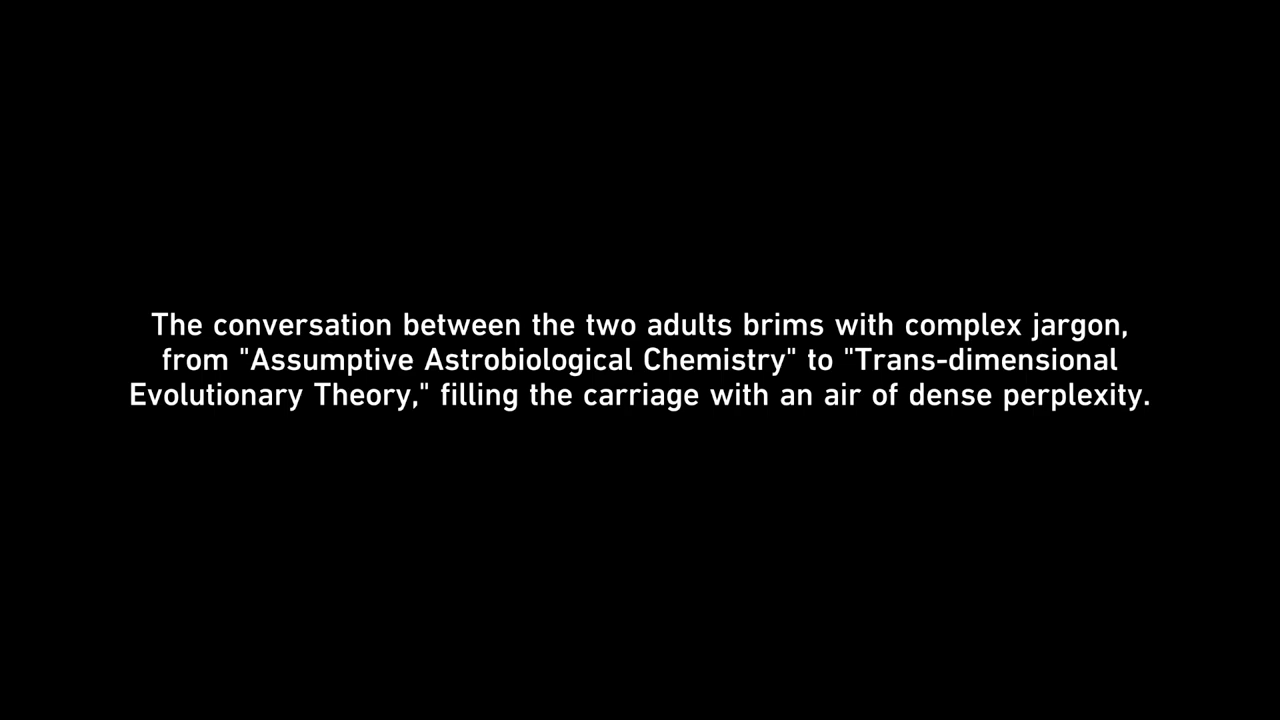 The conversation between the two adults brims with complex jargon,
from "Assumptive Astrobiological Chemistry" to "Trans-dimensional
Evolutionary Theory," filling the carriage with an air of dense perplexity.